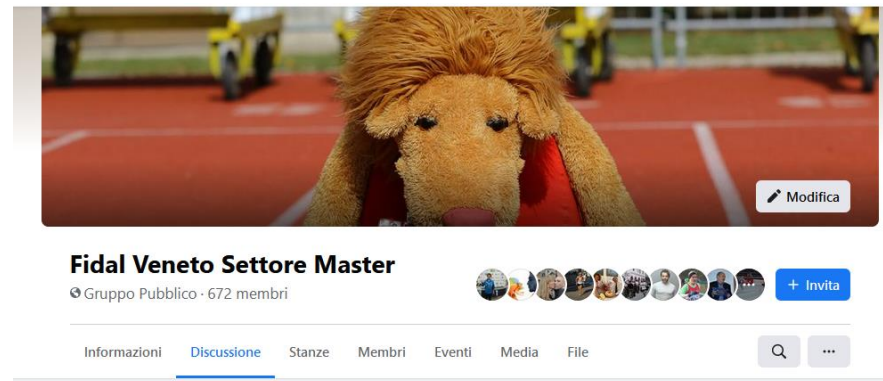 Modifica
Fidal Veneto Settore Master
Gruppo Pubblico · 672 membri
+ Invita
Informazioni Discussione Stanze Membri Eventi Media File